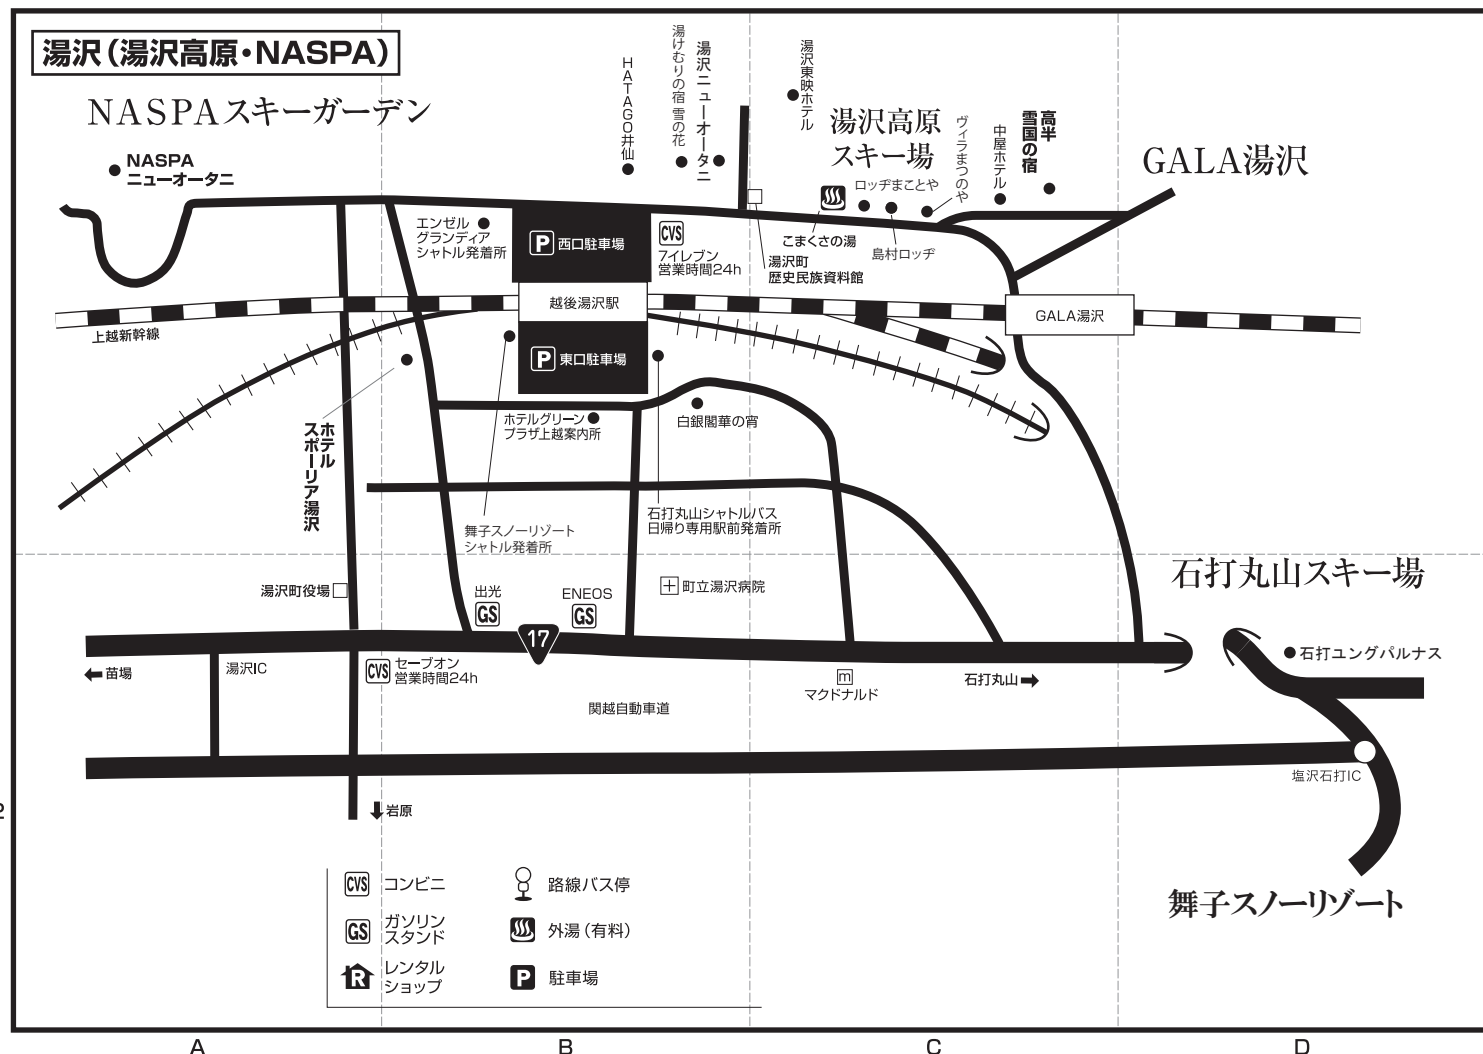 湯沢（湯沢高原・NASPA）
NASPAスキーガーデン
NASPA
ニューオータニ
HATAGO井仙
湯けむりの宿 雪の花
湯沢ニューオータニ
湯沢東映ホテル
湯沢高原
スキー場
ヴィラまつのや
中屋ホテル
高半
雪国の宿
GALA湯沢
ロッヂまことや
エンゼル
グランディア
シャトル発着所
P 西口駐車場
CVS
7イレブン
営業時間24h
こまくさの湯
湯沢町
歴史民族資料館
島村ロッヂ
越後湯沢駅
GALA湯沢
上越新幹線
P 東口駐車場
ホテルグリーン
プラザ上越案内所
白銀閣華の宵
ホテル
スポーリア湯沢
舞子スノーリゾート
シャトル発着所
石打丸山シャトルバス
日帰り専用駅前発着所
石打丸山スキー場
湯沢町役場
出光
GS
ENEOS
GS
町立湯沢病院
17
石打ユングパルナス
苗場
湯沢IC
CVS
セーブオン
営業時間24h
m
マクドナルド
石打丸山
関越自動車道
塩沢石打IC
岩原
舞子スノーリゾート
CVS コンビニ
路線バス停
GS ガソリン
スタンド
外湯（有料）
R レンタル
ショップ
P 駐車場
A B C D